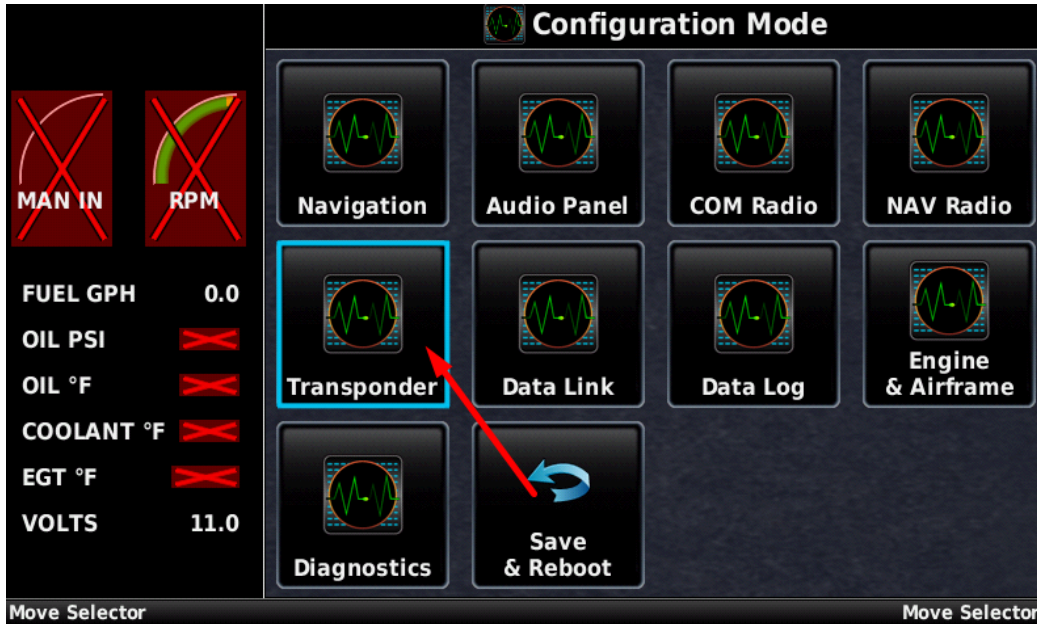 Configuration Mode
MAN IN
RPM
FUEL GPH 0.0
OIL PSI
OIL °F
COOLANT °F
EGT °F
VOLTS 11.0
Navigation
Audio Panel
COM Radio
NAV Radio
Transponder
Data Link
Data Log
Engine
& Airframe
Diagnostics
Save
& Reboot
Move Selector
Move Selector